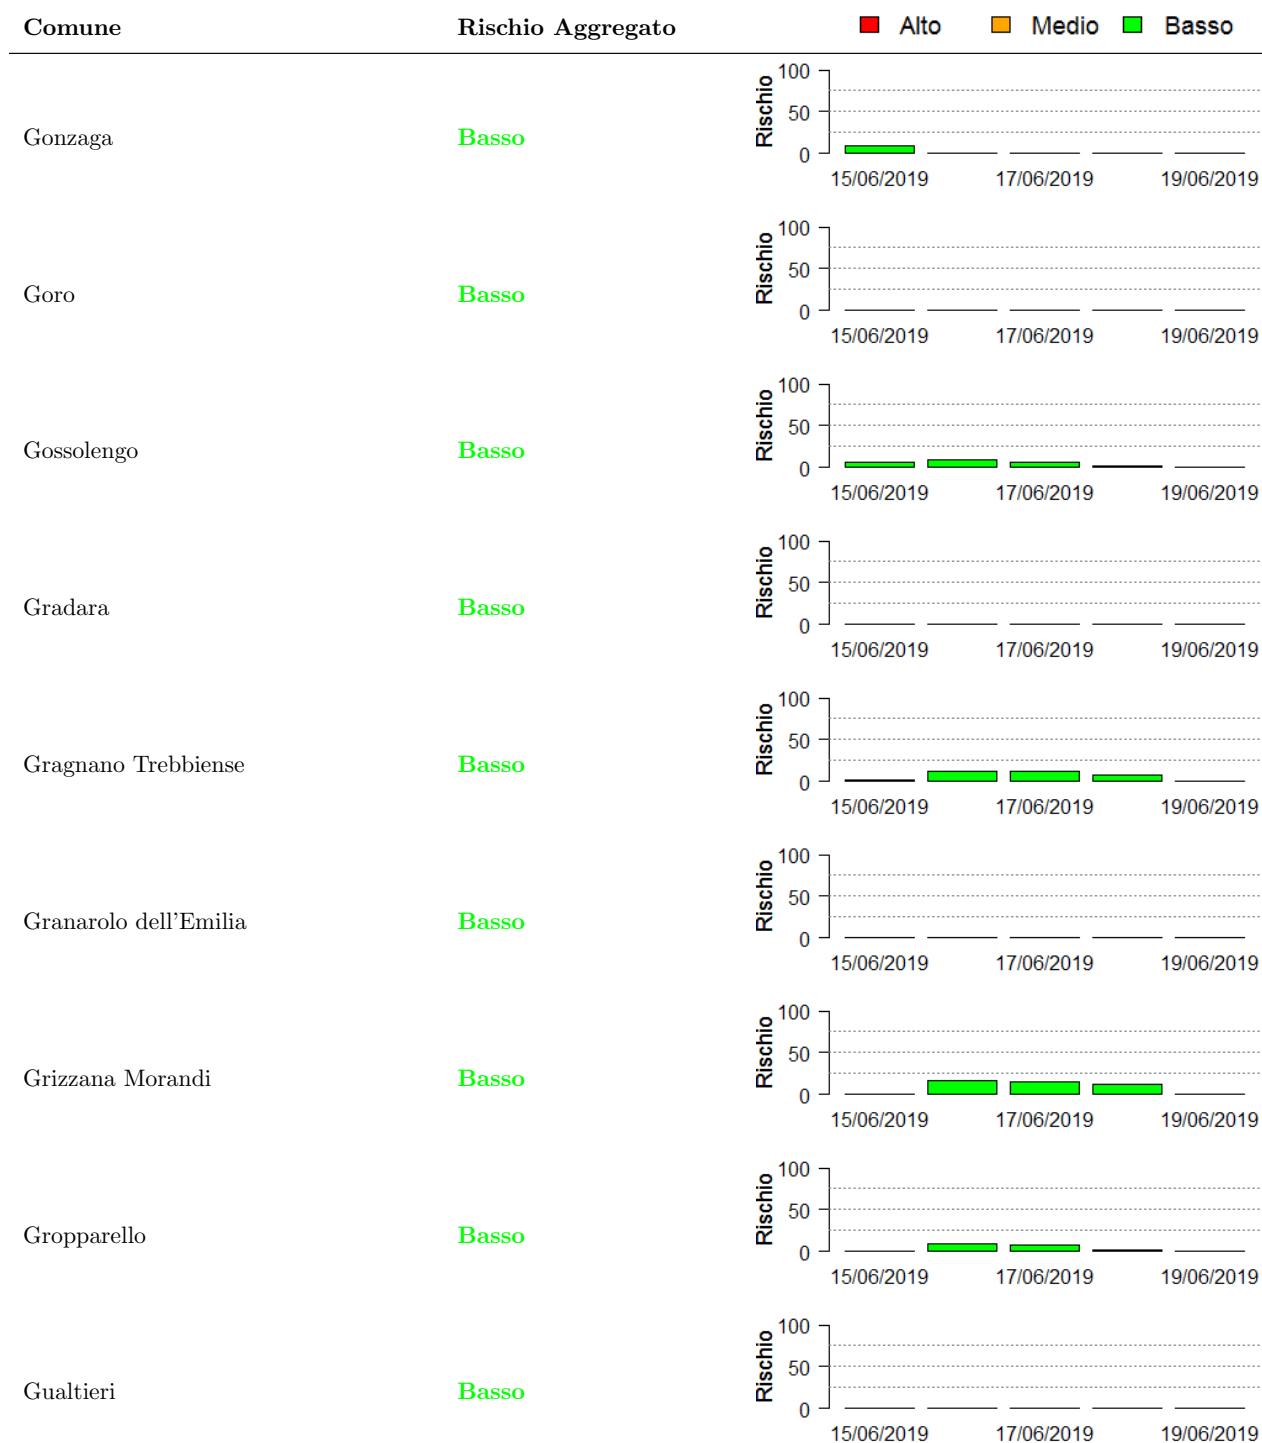 Comune Rischio Aggregato Alto Medio Basso
Gonzaga Basso Rischio 100 50 0
15/06/2019 17/06/2019 19/06/2019
Goro Basso Rischio 100 50 0
15/06/2019 17/06/2019 19/06/2019
Gossolengo Basso Rischio 100 50 0
15/06/2019 17/06/2019 19/06/2019
Gradara Basso Rischio 100 50 0
15/06/2019 17/06/2019 19/06/2019
Gragnano Trebbiense Basso Rischio 100 50 0
15/06/2019 17/06/2019 19/06/2019
Granarolo dell'Emilia Basso Rischio 100 50 0
15/06/2019 17/06/2019 19/06/2019
Grizzana Morandi Basso Rischio 100 50 0
15/06/2019 17/06/2019 19/06/2019
Gropparello Basso Rischio 100 50 0
15/06/2019 17/06/2019 19/06/2019
Gualtieri Basso Rischio 100 50 0
15/06/2019 17/06/2019 19/06/2019